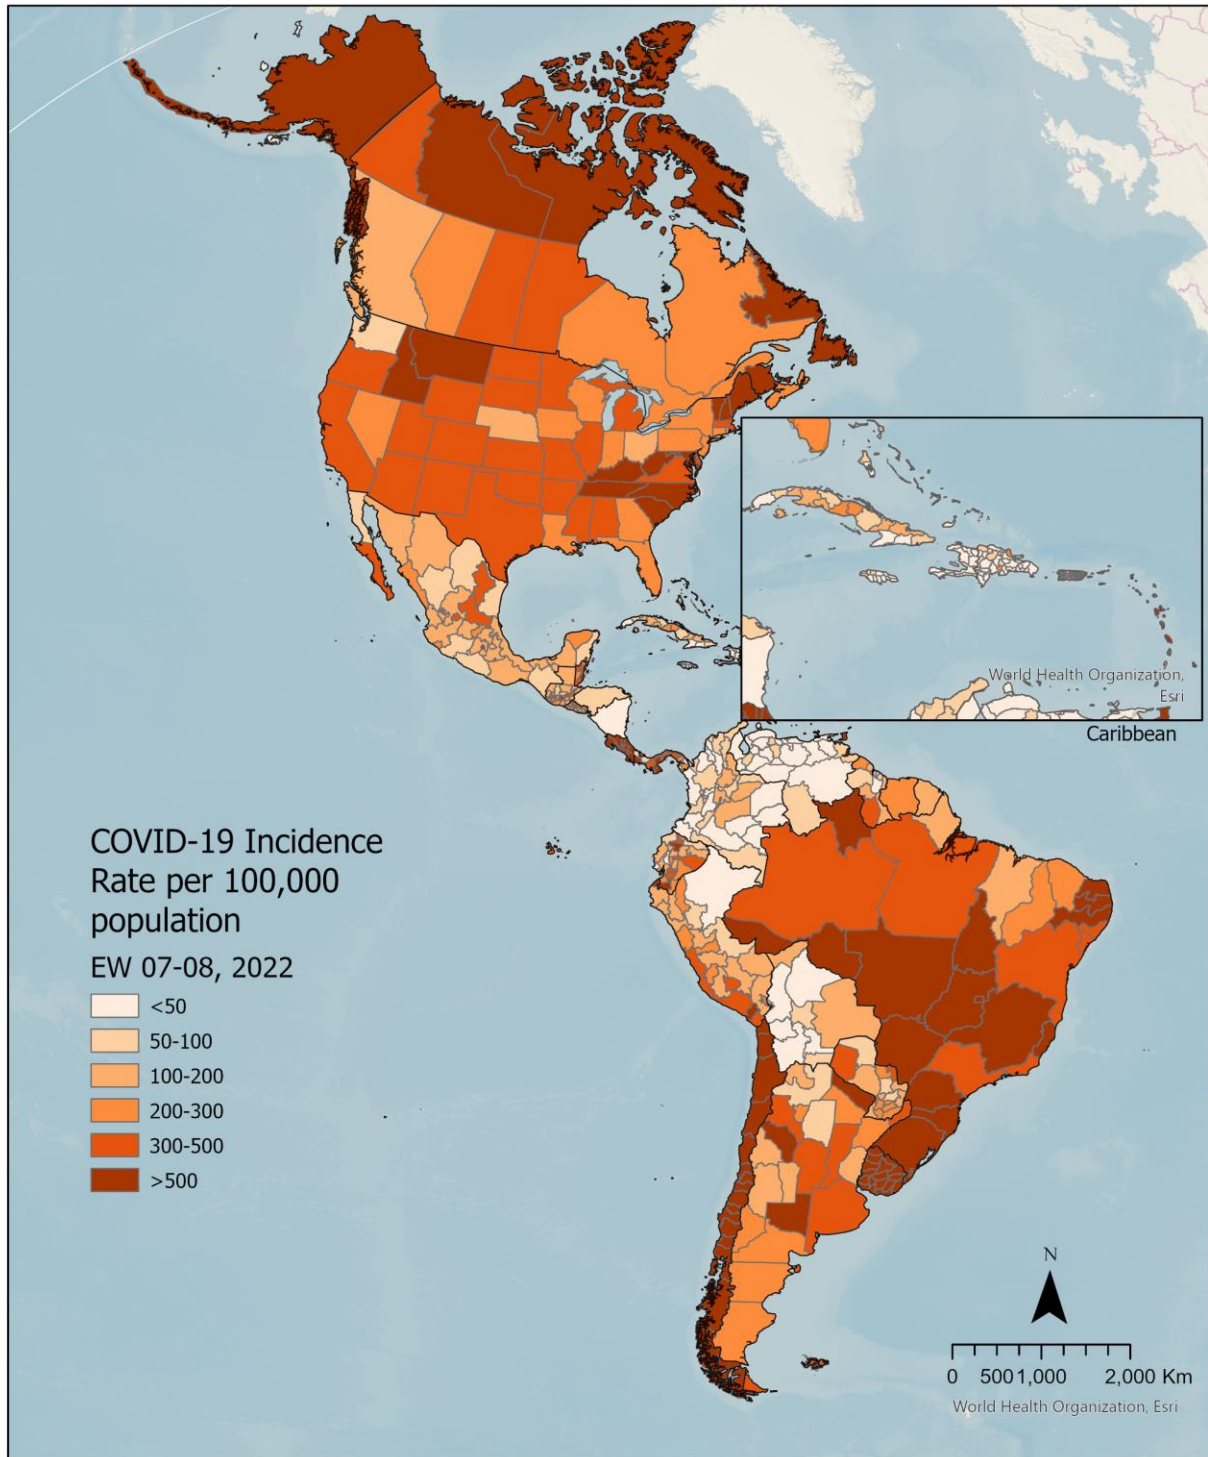 World Health Organization,
Esri
Caribbean
COVID-19 Incidence
Rate per 100,000
population
EW 07-08, 2022
<50
50-100
100-200
200-300
300-500
>500
N
0 500 1,000 2,000 Km
World Health Organization, Esri